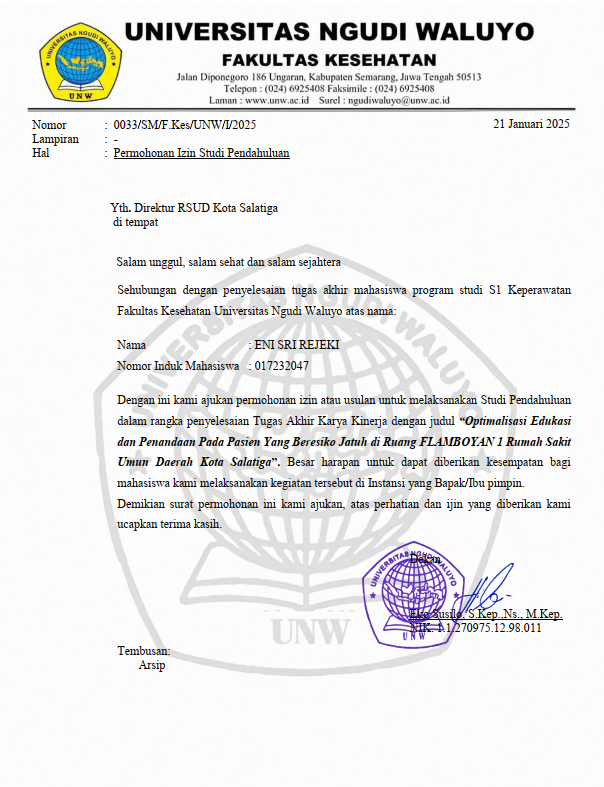 UNIVERSITAS NGUDI WALUYO
FAKULTAS KESEHATAN
Jalan Diponegoro 186 Ungaran, Kabupaten Semarang, Jawa Tengah 50513
Telepon : (024) 6925408 Faksimile : (024) 6925408
Laman : www.unw.ac.id Surel : ngudiwaluyo@unw.ac.id
UNIVERSITAS NGUDI WALUYO
UNW
Nomor : 0033/SM/F.Kes/UNW/I/2025
21 Januari 2025
Lampiran : -
Hal : Permohonan Izin Studi Pendahuluan
Yth. Direktur RSUD Kota Salatiga
di tempat
Salam unggul, salam sehat dan salam sejahtera
Sehubungan dengan penyelesaian tugas akhir mahasiswa program studi S1 Keperawatan
Fakultas Kesehatan Universitas Ngudi Waluyo atas nama:
Nama : ENI SRI REJEKI
Nomor Induk Mahasiswa : 017232047
Dengan ini kami ajukan permohonan izin atau usulan untuk melaksanakan Studi Pendahuluan
dalam rangka penyelesaian Tugas Akhir Karya Kinerja dengan judul “Optimalisasi Edukasi
dan Penandaan Pada Pasien Yang Beresiko Jatuh di Ruang FLAMBOYAN 1 Rumah Sakit
Umun Daerah Kota Salatiga”. Besar harapan untuk dapat diberikan kesempatan bagi
mahasiswa kami melaksanakan kegiatan tersebut di Instansi yang Bapak/Ibu pimpin.
Demikian surat permohonan ini kami ajukan, atas perhatian dan ijin yang diberikan kami
ucapkan terima kasih.
UNIVERSITAS NGUDI WALUYO
UNW
Dekan
UNIVERSITAS NGUDI WALUYO
UNW
Eko Susilo, S.Kep.,Ns., M.Kep.
NIK. 1.1.270975.12.98.011
Tembusan:
Arsip